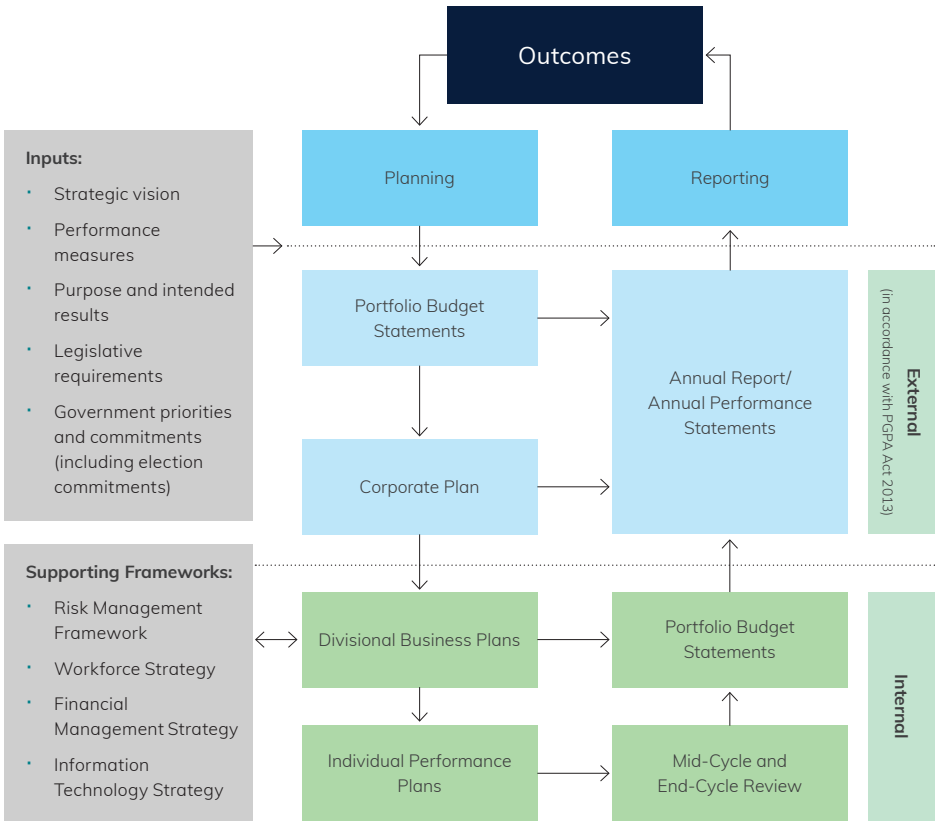 Outcomes
Planning
Reporting
Inputs:
· Strategic vision
· Performance
measures
· Purpose and intended
results
· Legislative
requirements
· Government priorities
and commitments
(including election
commitments)
Portfolio Budget
Statements
Corporate Plan
Annual Report/
Annual Performance
Statements
External
(in accordance with PGPA Act 2013)
Supporting Frameworks:
· Risk Management
Framework
· Workforce Strategy
· Financial
Management Strategy
· Information
Technology Strategy
Divisional Business Plans
Portfolio Budget
Statements
Individual Performance
Plans
Mid-Cycle and
End-Cycle Review
Internal